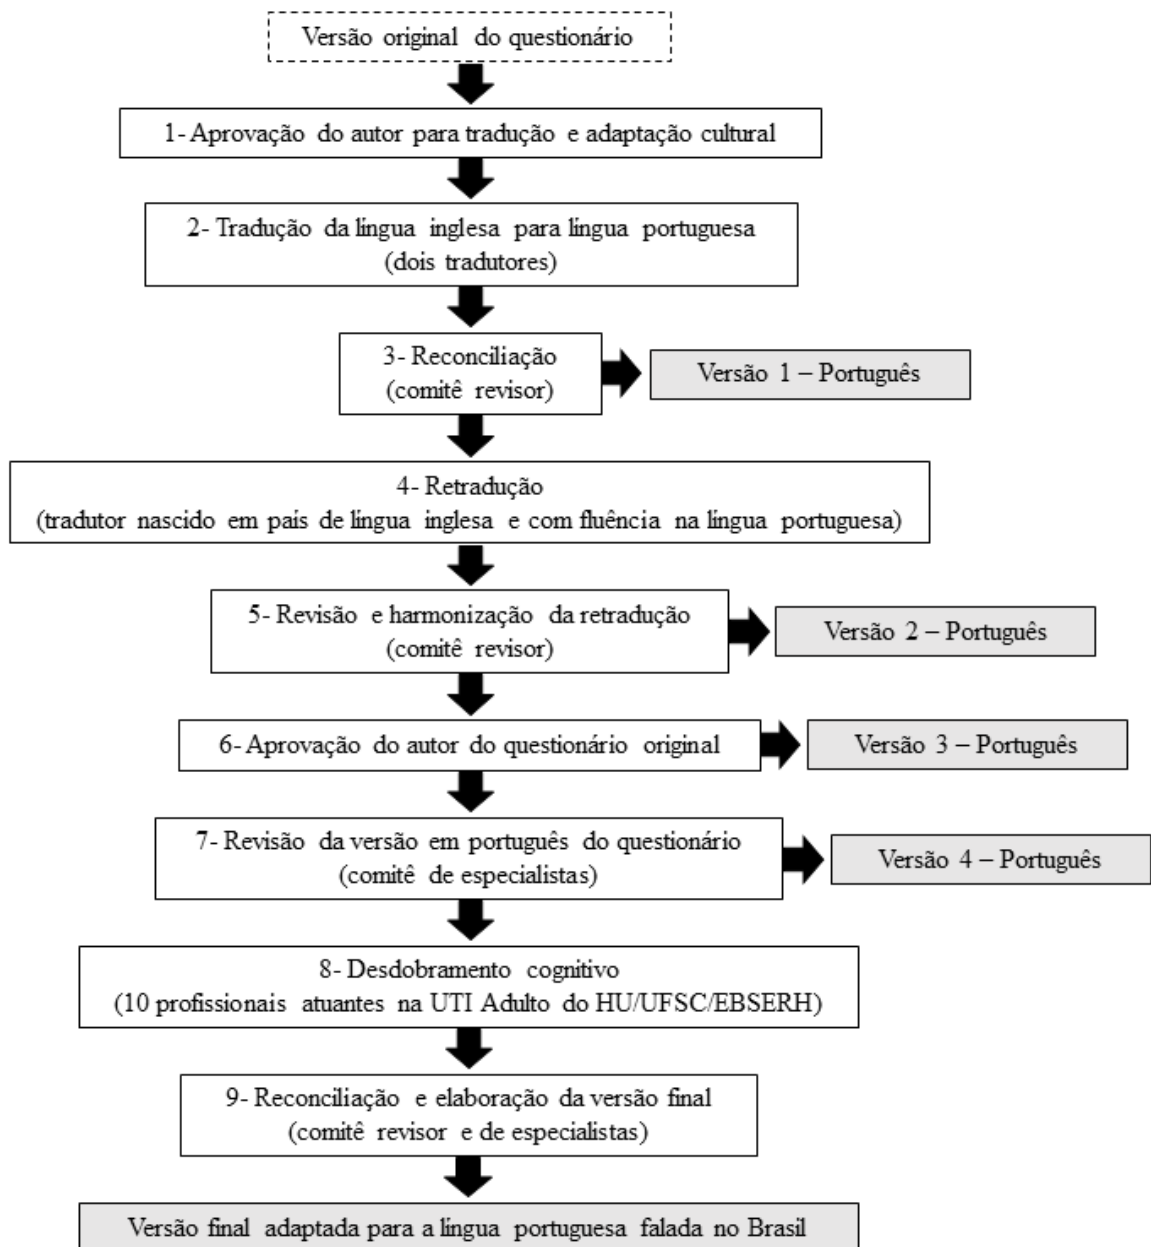 Versão original do questionário
1- Aprovação do autor para tradução e adaptação cultural
2- Tradução da língua inglesa para língua portuguesa
(dois tradutores)
3- Reconciliação
(comitê revisor)
Versão 1 – Português
4- Retradução
(tradutor nascido em país de língua inglesa e com fluência na língua portuguesa)
5- Revisão e harmonização da retradução
(comitê revisor)
Versão 2 – Português
6- Aprovação do autor do questionário original
Versão 3 – Português
7- Revisão da versão em português do questionário
(comitê de especialistas)
Versão 4 – Português
8- Desdobramento cognitivo
(10 profissionais atuantes na UTI Adulto do HU/UFSC/EBSERH)
9- Reconciliação e elaboração da versão final
(comitê revisor e de especialistas)
Versão final adaptada para a língua portuguesa falada no Brasil